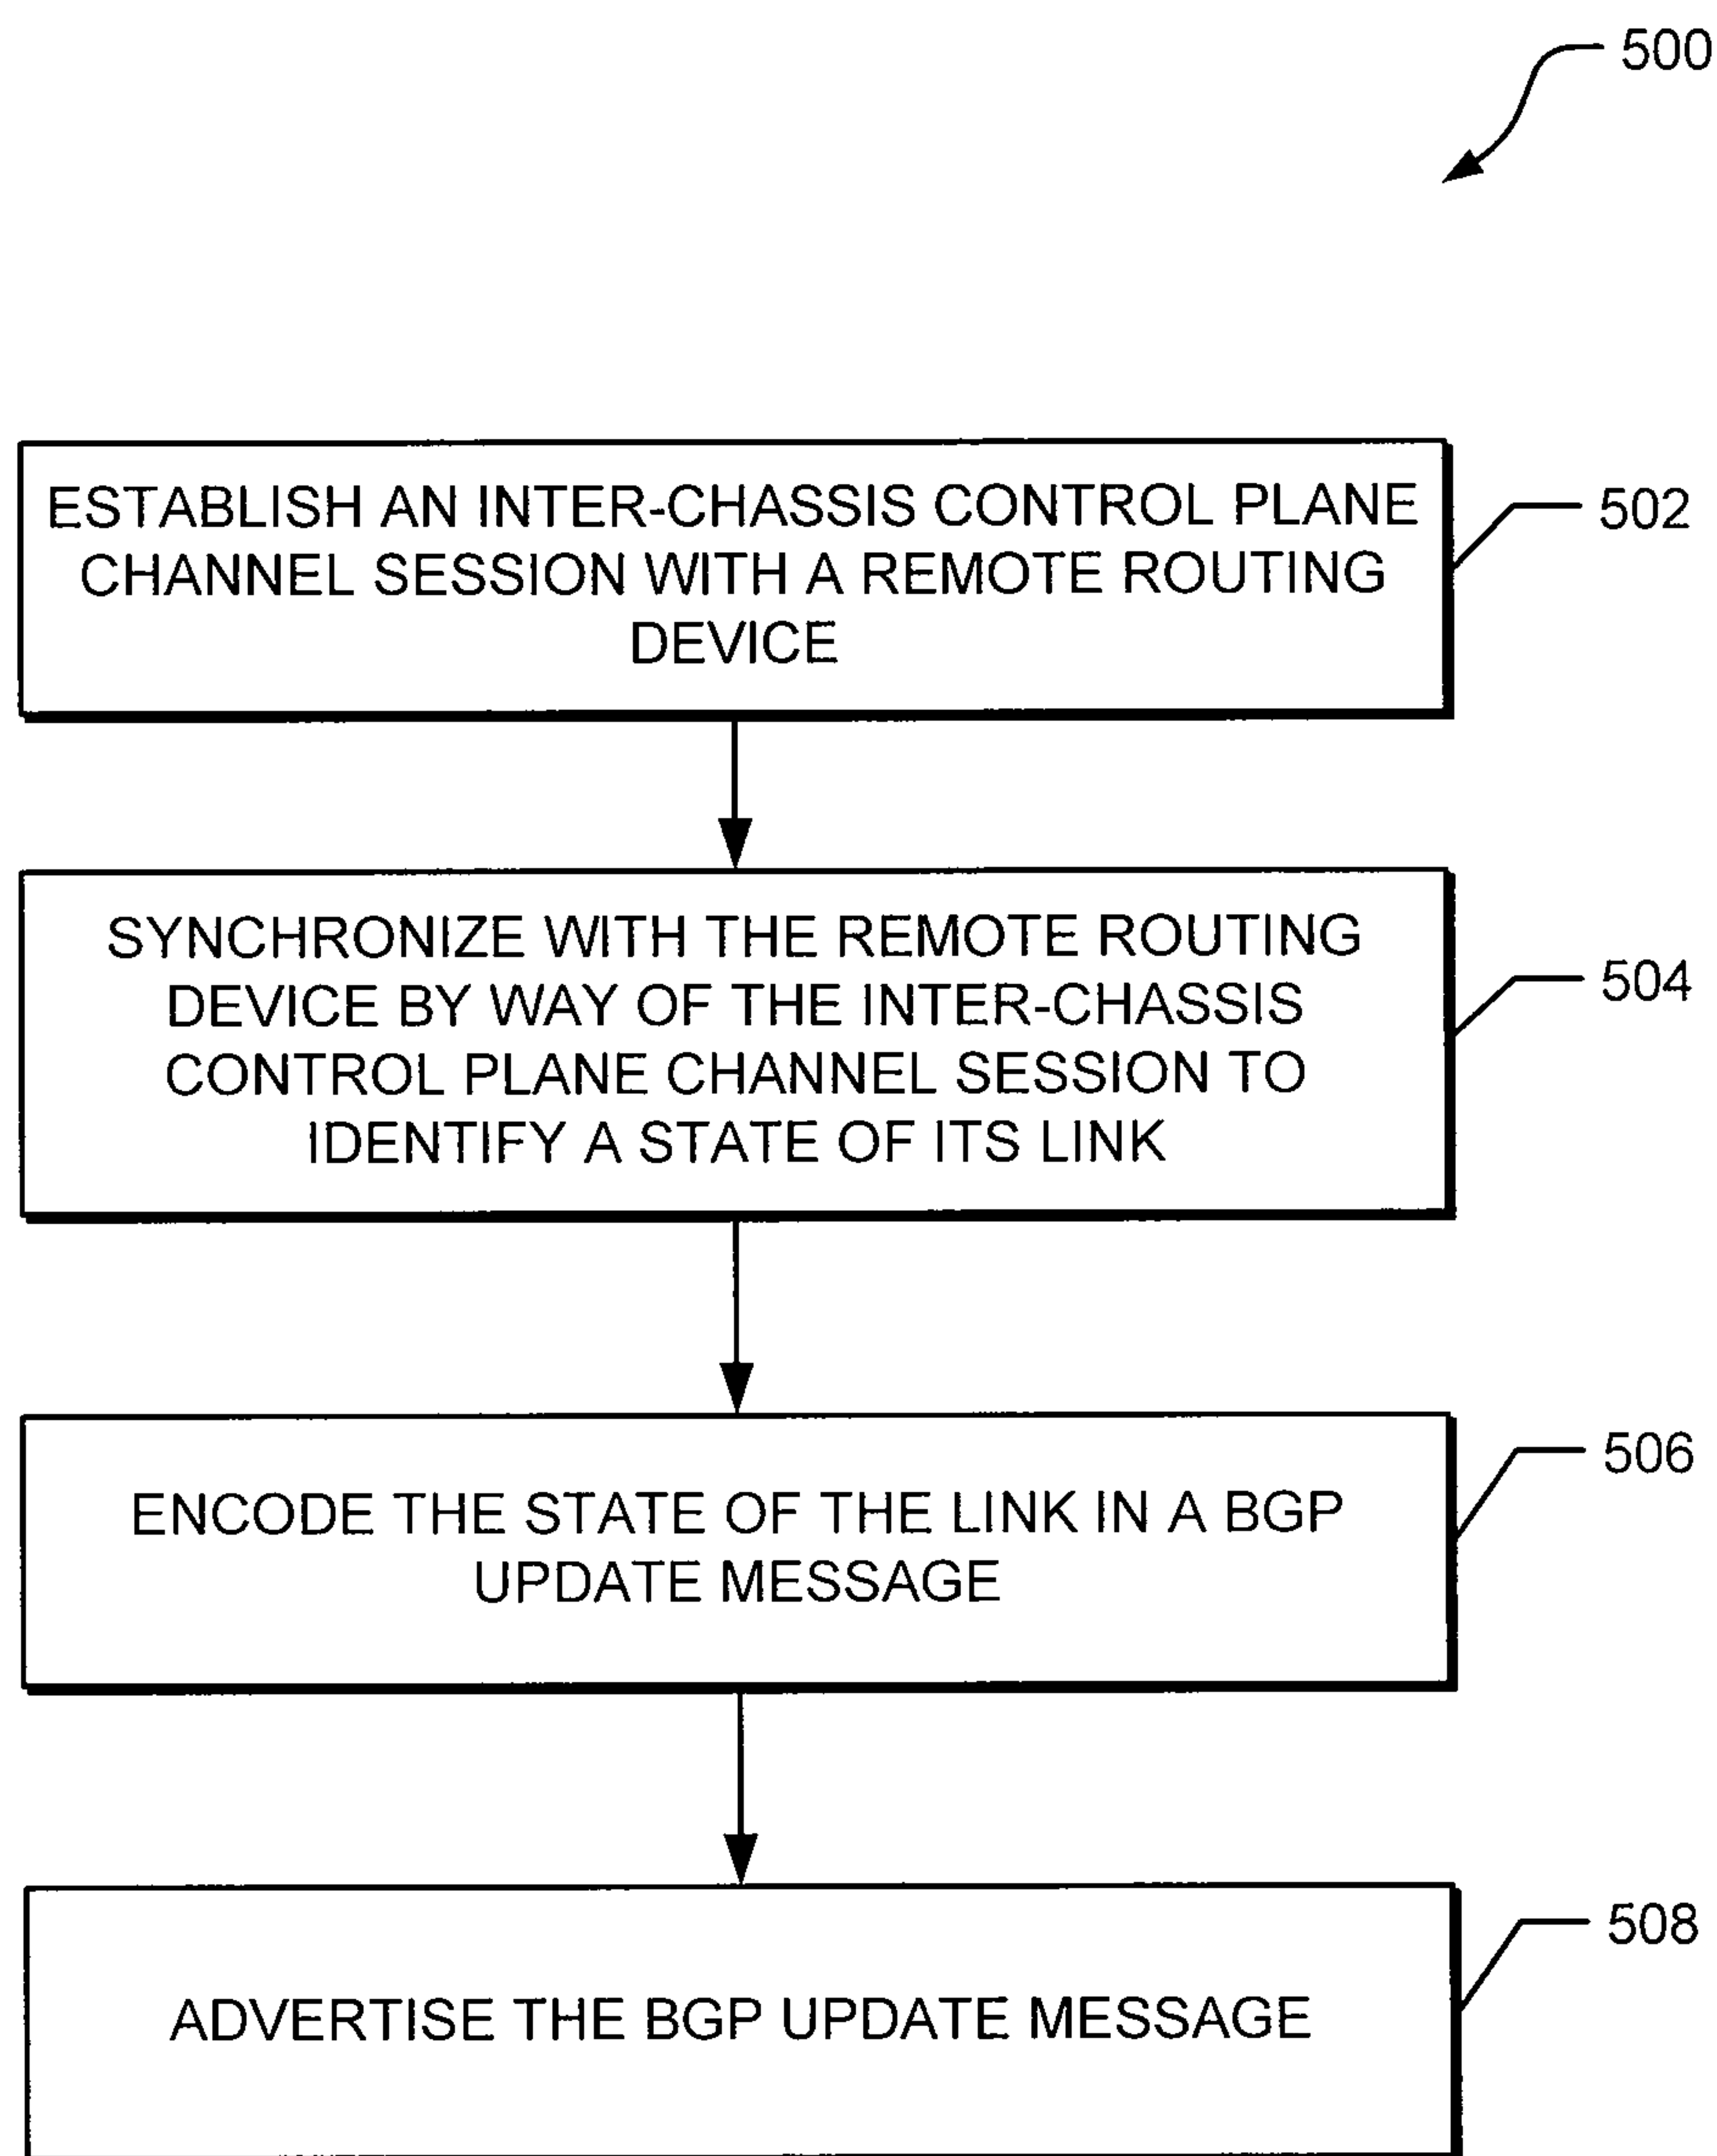 500
ESTABLISH AN INTER-CHASSIS CONTROL PLANE
CHANNEL SESSION WITH A REMOTE ROUTING
DEVICE
502
SYNCHRONIZE WITH THE REMOTE ROUTING
DEVICE BY WAY OF THE INTER-CHASSIS
CONTROL PLANE CHANNEL SESSION TO
IDENTIFY A STATE OF ITS LINK
504
ENCODE THE STATE OF THE LINK IN A BGP
UPDATE MESSAGE
506
ADVERTISE THE BGP UPDATE MESSAGE
508